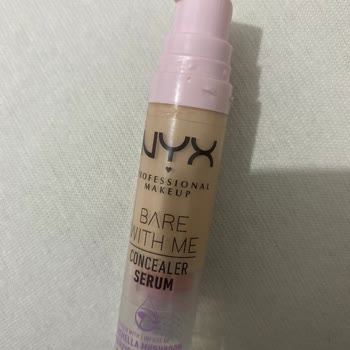 NYX
PROFESSIONAL
MAKEUP
BARE
WITH ME
CONCEALER
SERUM